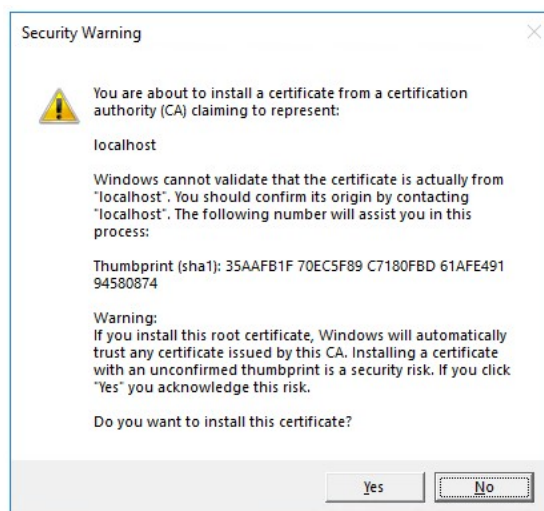 Security Warning
You are about to install a certificate from a certification
authority (CA) claiming to represent:
localhost
Windows cannot validate that the certificate is actually from
"localhost". You should confirm its origin by contacting
"localhost". The following number will assist you in this
process:
Thumbprint (sha1): 35AAFB1F 70EC5F89 C7180FBD 61AFE491
94580874
Warning:
If you install this root certificate, Windows will automatically
trust any certificate issued by this CA. Installing a certificate
with an unconfirmed thumbprint is a security risk. If you click
"Yes" you acknowledge this risk.
Do you want to install this certificate?
Yes
No